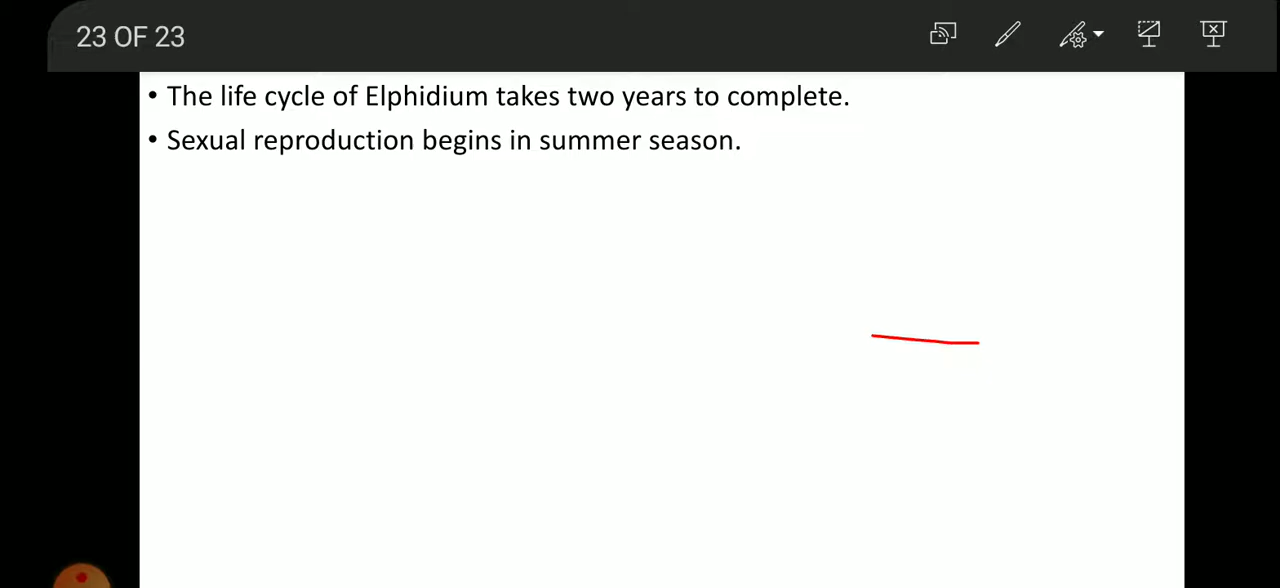 23 OF 23
• The life cycle of Elphidium takes two years to complete.
• Sexual reproduction begins in summer season.